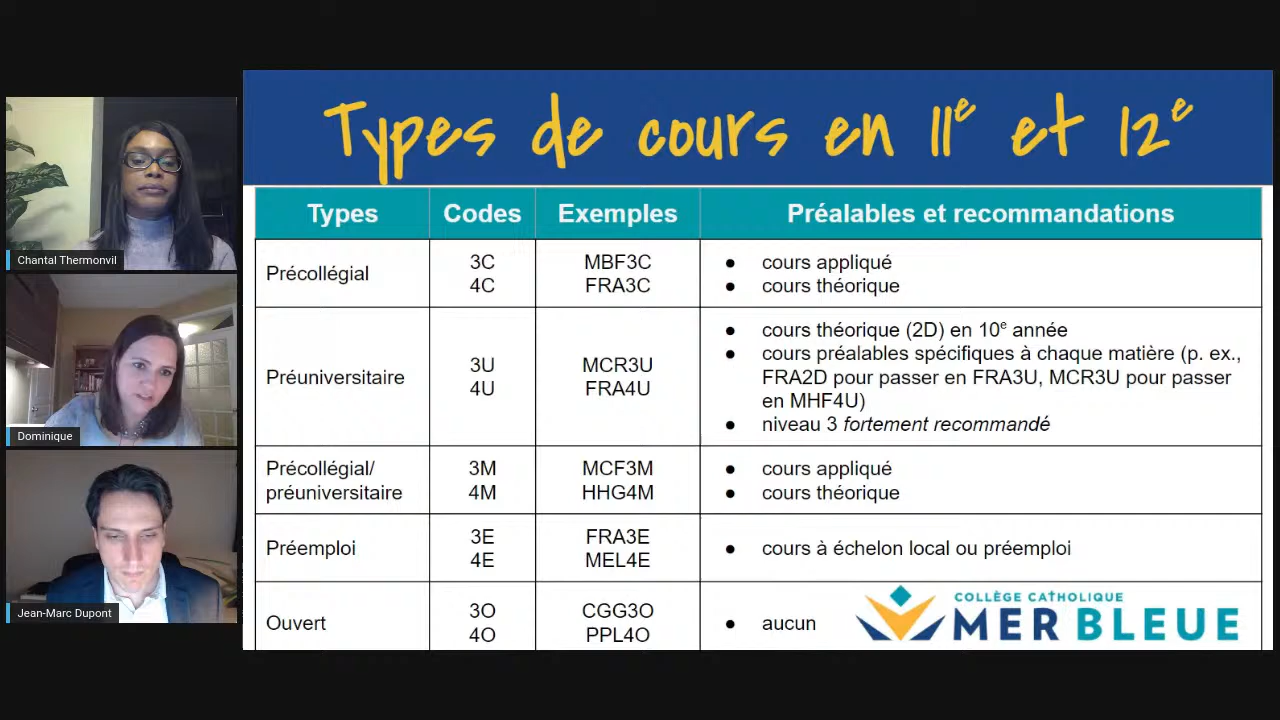 Types de cours en 11e et 12e
Types
Codes
Exemples
Préalables et recommandations
Précollégial
3C
4C
MBF3C
FRA3C
● cours appliqué
● cours théorique
Préuniversitaire
3U
4U
MCR3U
FRA4U
● cours théorique (2D) en 10e année
● cours préalables spécifiques à chaque matière (p. ex.,
FRA2D pour passer en FRA3U, MCR3U pour passer
en MHF4U)
● niveau 3 fortement recommandé
Précollégial/
préuniversitaire
3M
4M
MCF3M
HHG4M
● cours appliqué
● cours théorique
Préemploi
3E
4E
FRA3E
MEL4E
● cours à échelon local ou préemploi
Ouvert
3O
4O
CGG3O
PPL4O
● aucun
COLLÈGE CATHOLIQUE
MER BLEUE
Chantal Thermonvil
Dominique
Jean-Marc Dupont